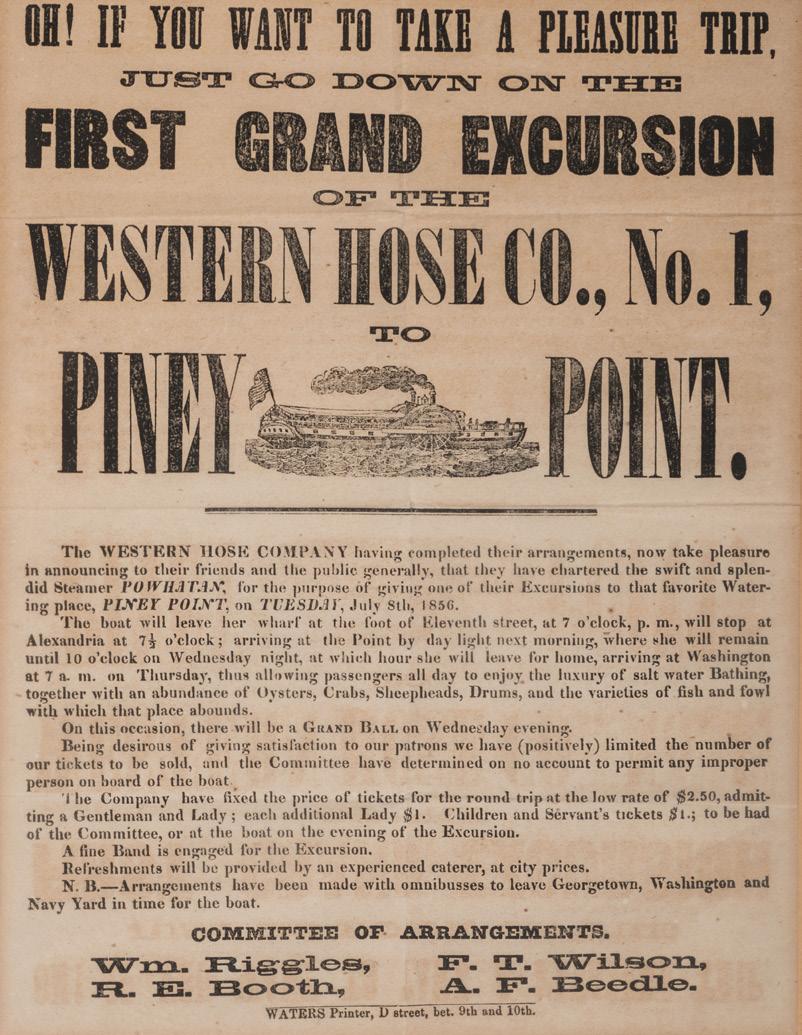 OH! IF YOU WANT TO TAKE A PLEASURE TRIP,
JUST GO DOWN ON THE
FIRST GRAND EXCURSION
OF THE
WESTERN HOSE CO., No. 1,
TO
PINEY POINT.
The WESTERN HOSE COMPANY having completed their arrangements, now take pleasure
in announcing to their friends and the public generally, that they have chartered the swift and splen-
did Steamer POWHATAN, for the purpose of giving one of their Excursions to that favorite Water-
ing place, PINEY POINT, on TUESDAY, July 8th, 1856.
The boat will leave her wharf at the foot of Eleventh street, at 7 o'clock, p. m., will stop at
Alexandria at 7½ o'clock; arriving at the Point by day light next morning, where she will remain
until 10 o'clock on Wednesday night, at which hour she will leave for home, arriving at Washington
at 7 a. m. on Thursday, thus allowing passengers all day to enjoy the luxury of salt water Bathing,
together with an abundance of Oysters, Crabs, Sheepheads, Drums, and the varieties of fish and fowl
with which that place abounds.
On this occasion, there will be a GRAND BALL on Wednesday evening.
Being desirous of giving satisfaction to our patrons we have (positively) limited the number of
our tickets to be sold, and the Committee have determined on no account to permit any improper
person on board of the boat.
The Company have fixed the price of tickets for the round trip at the low rate of $2.50, admit-
ting a Gentleman and Lady; each additional Lady $1. Children and Servant's tickets $1.; to be had
of the Committee, or at the boat on the evening of the Excursion.
A fine Band is engaged for the Excursion.
Refreshments will be provided by an experienced caterer, at city prices.
N. B.—Arrangements have been made with omnibusses to leave Georgetown, Washington and
Navy Yard in time for the boat.
COMMITTEE OF ARRANGEMENTS.
Wm. Riggles, F. T. Wilson,
R. E. Booth, A. F. Beedle.
WATERS Printer, D street, bet. 9th and 10th.